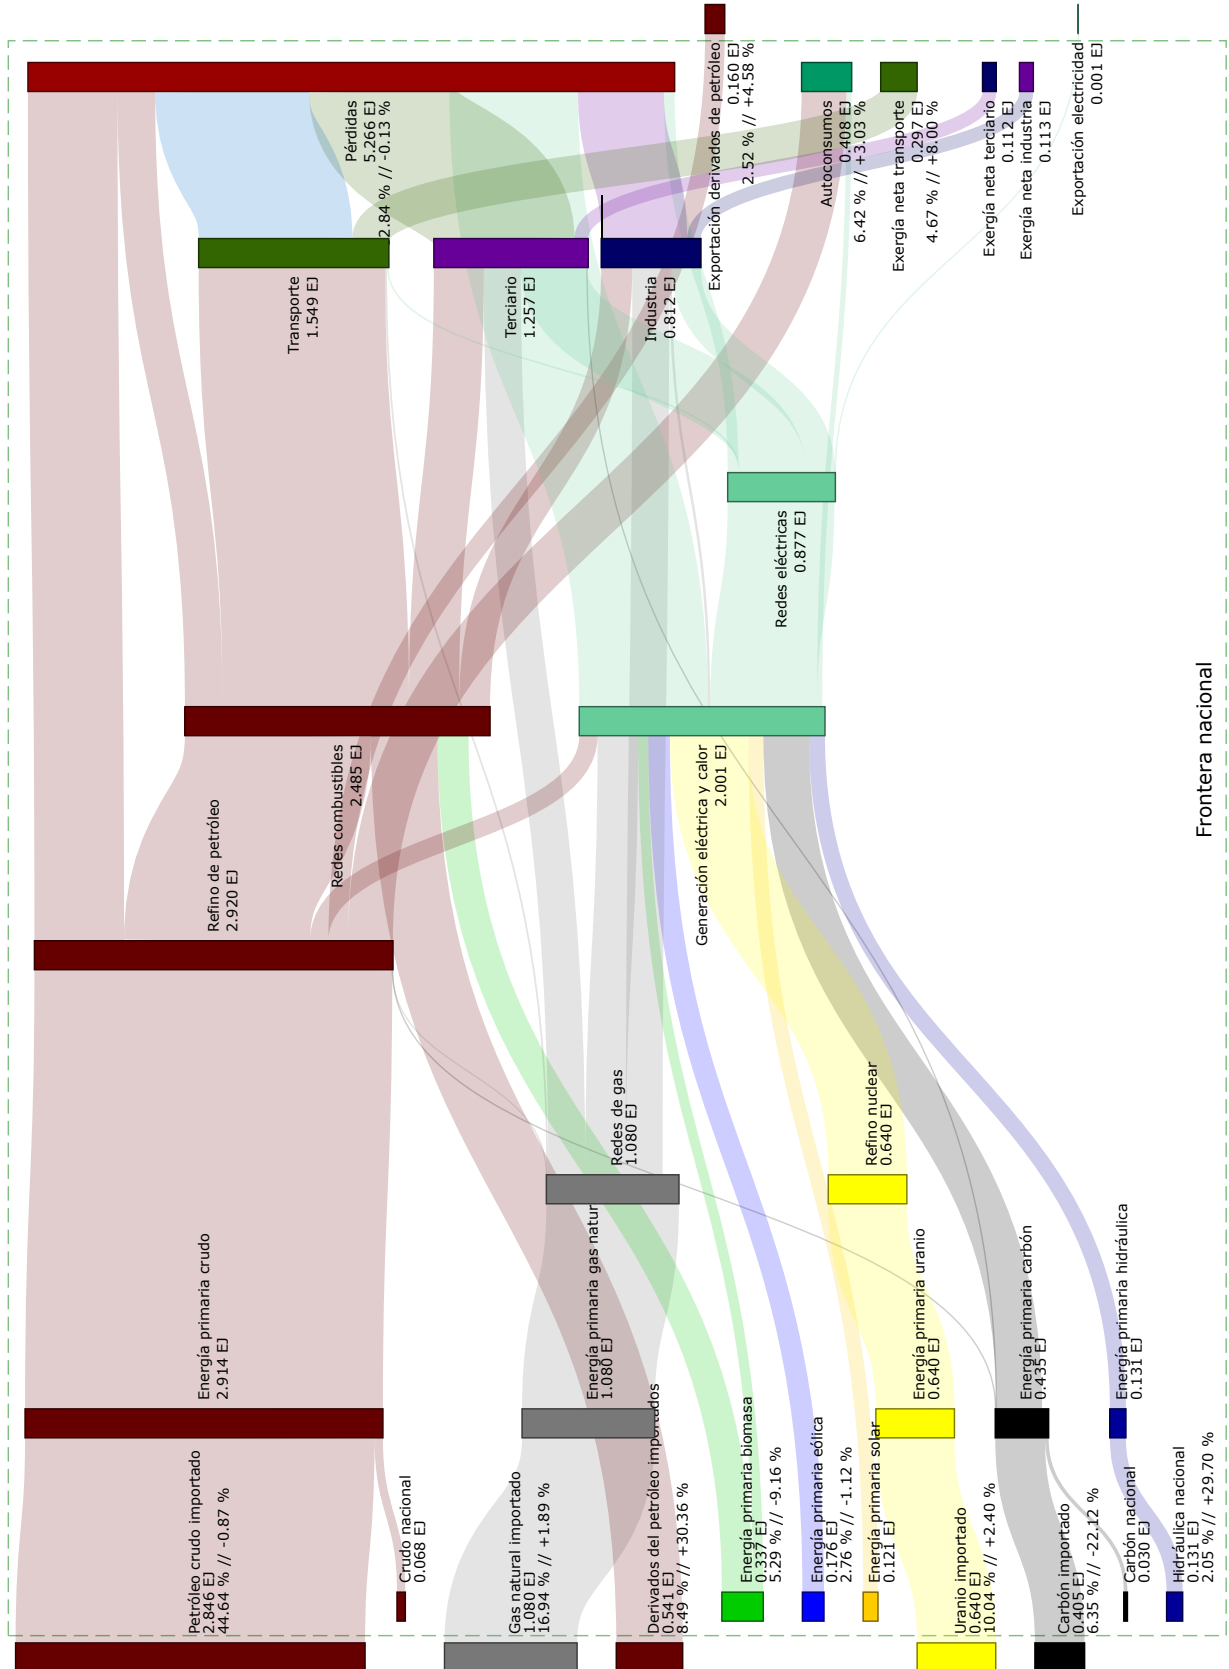 Petróleo crudo importado
2.846 EJ
44.64 % // -0.87 %
Crudo nacional
0.068 EJ
Gas natural importado
1.080 EJ
16.94 % // +1.89 %
Derivados del petróleo importados
0.541 EJ
8.49 % // +30.36 %
Energía primaria biomasa
0.337 EJ
5.29 % // -9.16 %
Energía primaria eólica
0.176 EJ
2.76 % // -1.12 %
Energía primaria solar
0.121 EJ
Uranio importado
0.640 EJ
10.04 % // +2.40 %
Carbón importado
0.405 EJ
6.35 % // -22.12 %
Carbón nacional
0.030 EJ
Hidráulica nacional
0.131 EJ
2.05 % // +29.70 %
Energía primaria crudo
2.914 EJ
Energía primaria gas natur
1.080 EJ
Energía primaria uranio
0.640 EJ
Energía primaria carbón
0.435 EJ
Energía primaria hidráulica
0.131 EJ
Redes de gas
1.080 EJ
Refino nuclear
0.640 EJ
Refino de petróleo
2.920 EJ
Redes combustibles
2.485 EJ
Generación eléctrica y calor
2.001 EJ
Redes eléctricas
0.877 EJ
Transporte
1.549 EJ
Terciario
1.257 EJ
Industria
0.812 EJ
Pérdidas
5.266 EJ
2.84 % // -0.13 %
Exportación derivados de petróleo
0.160 EJ
2.52 % // +4.58 %
Autoconsumos
0.408 EJ
6.42 % // +3.03 %
Exergía neta transporte
0.297 EJ
4.67 % // +8.00 %
Exergía neta terciario
0.112 EJ
Exergía neta industria
0.113 EJ
Exportación electricidad
0.001 EJ
Frontera nacional